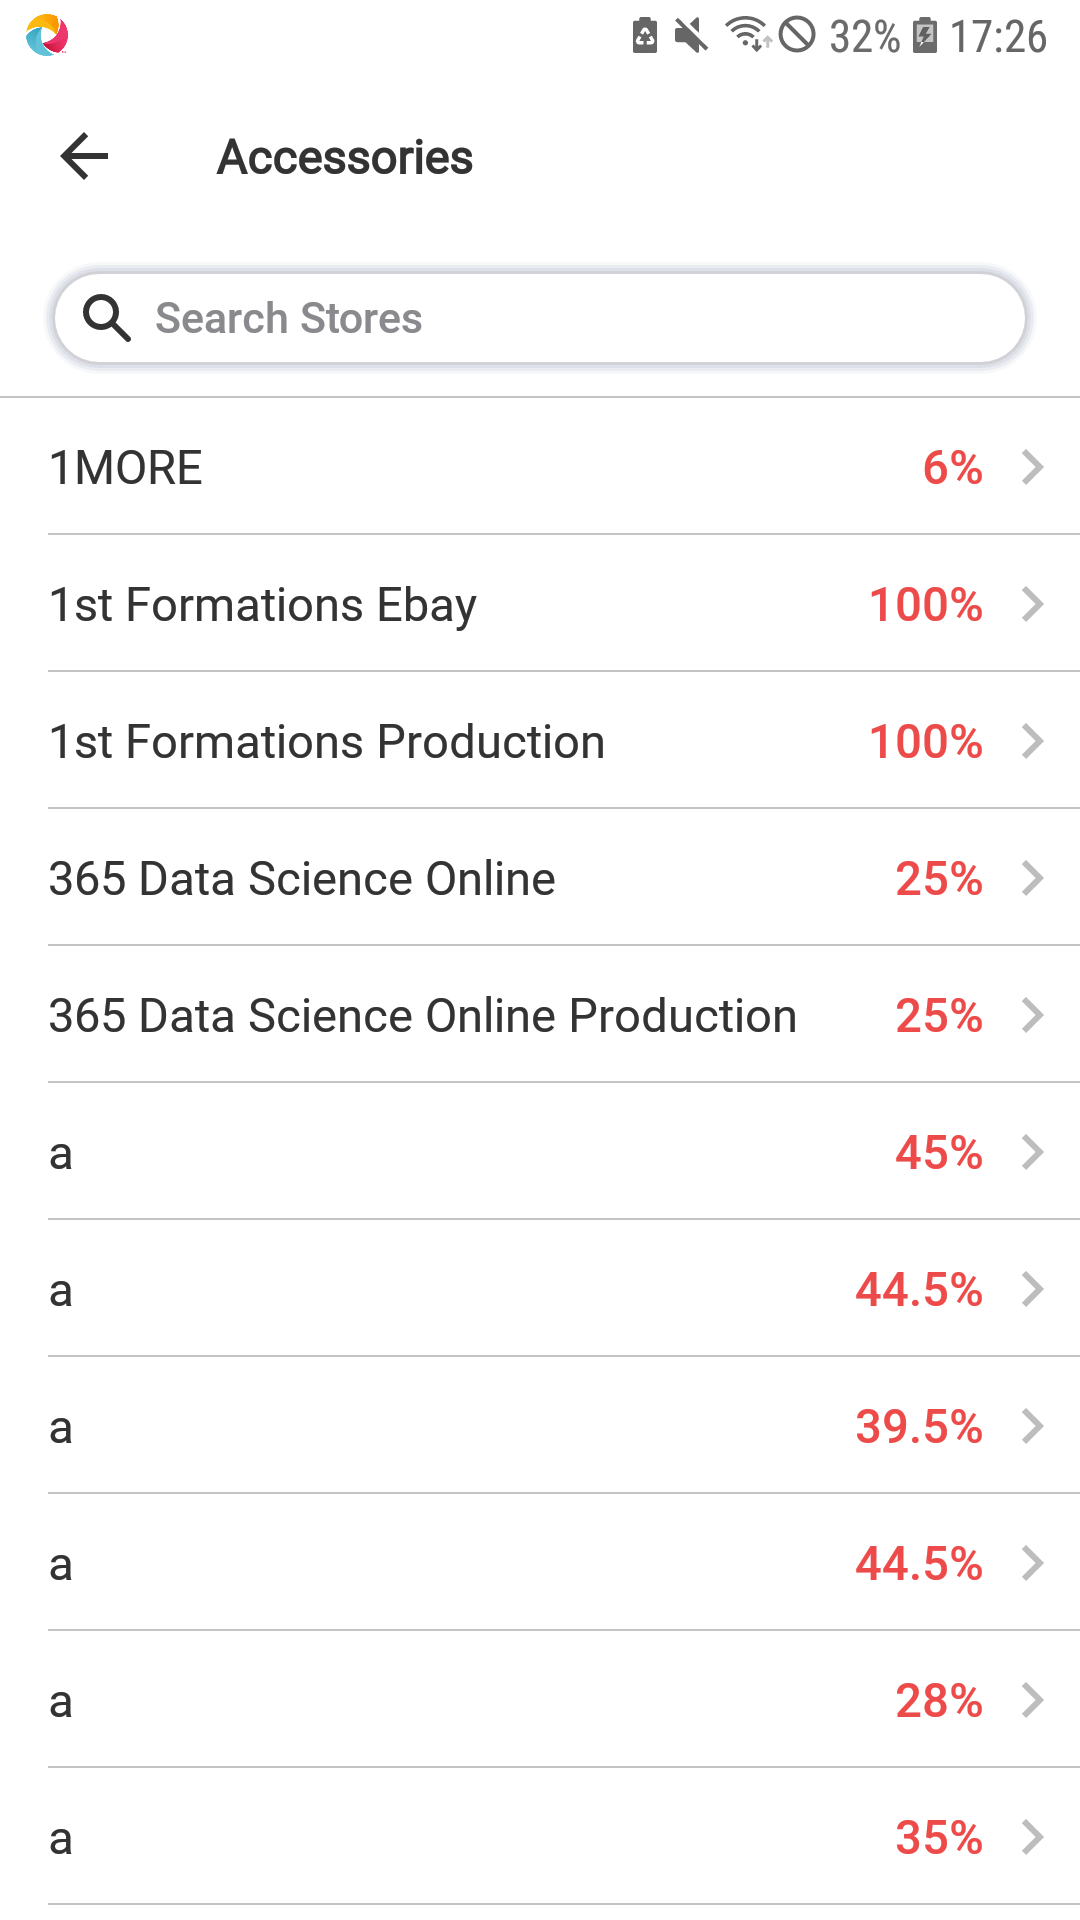 32% 17:26
Accessories
Search Stores
1MORE 6%
1st Formations Ebay 100%
1st Formations Production 100%
365 Data Science Online 25%
365 Data Science Online Production 25%
a 45%
a 44.5%
a 39.5%
a 44.5%
a 28%
a 35%